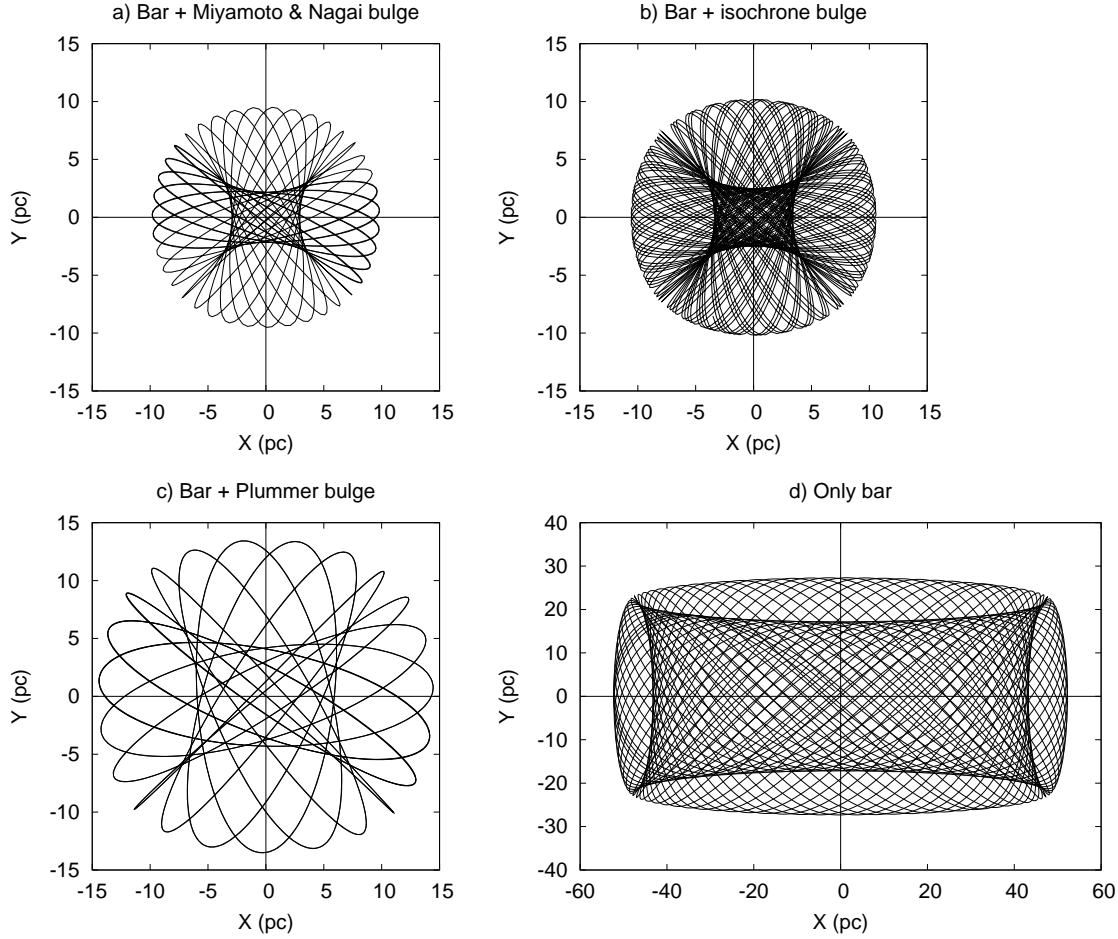 a) Bar + Miyamoto & Nagai bulge
15
10
5
0
-5
-10
-15
-15 -10 -5 0 5 10 15
Y (pc)
X (pc)
b) Bar + isochrone bulge
15
10
5
0
-5
-10
-15
-15 -10 -5 0 5 10 15
Y (pc)
X (pc)
c) Bar + Plummer bulge
15
10
5
0
-5
-10
-15
-15 -10 -5 0 5 10 15
Y (pc)
X (pc)
d) Only bar
40
30
20
10
0
-10
-20
-30
-40
-60 -40 -20 0 20 40 60
Y (pc)
X (pc)